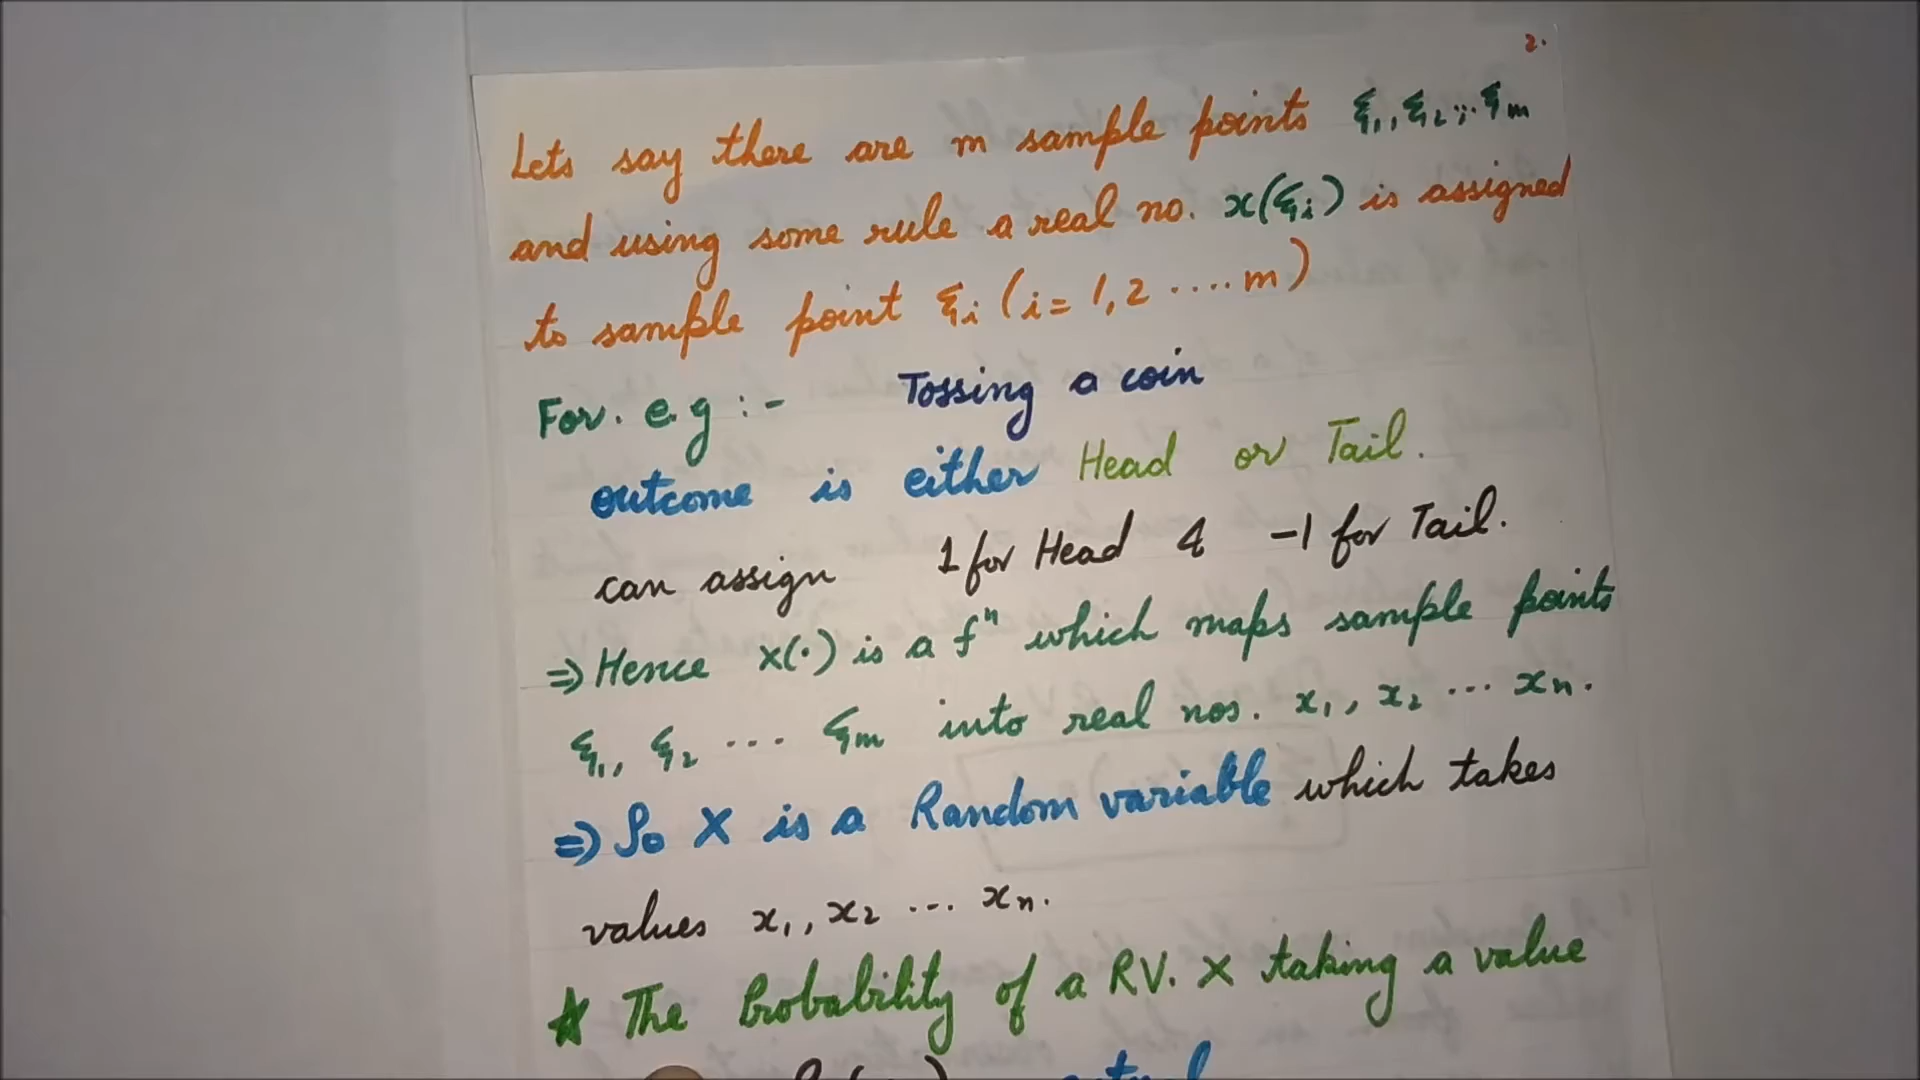 2.
Lets say there are m sample points ξ1, ξ2, ... ξm
and using some rule a real no. x(ξi) is assigned
to sample point ξi (i = 1, 2 .... m)
For. e.g :- Tossing a coin
outcome is either Head or Tail.
can assign 1 for Head & -1 for Tail.
⇒ Hence x(·) is a fⁿ which maps sample points
ξ1, ξ2 ... ξm into real nos. x1, x2 ... xn.
⇒ So X is a Random variable which takes
values x1, x2 ... xn.
★ The Probability of a RV. X taking a value